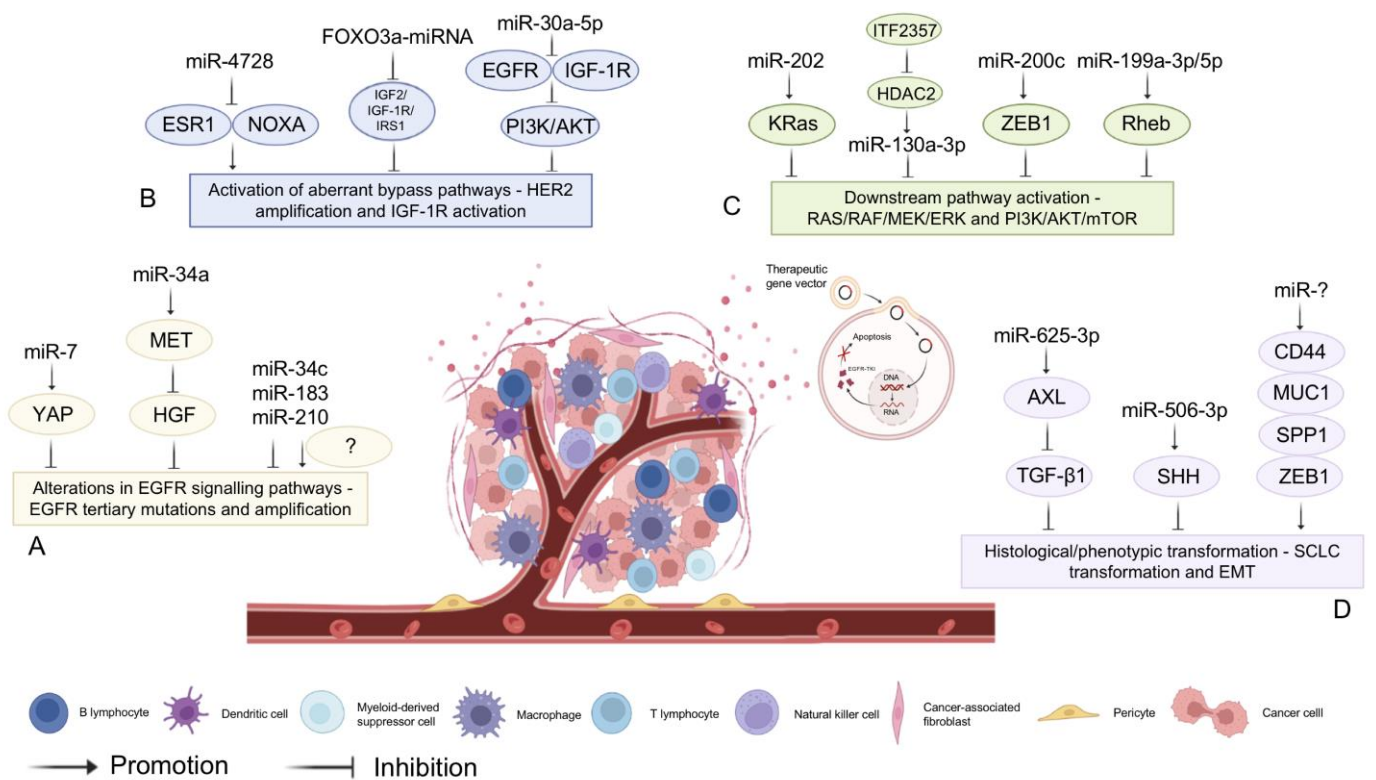 miR-4728
ESR1
NOXA
FOXO3a-miRNA
IGF2/
IGF-1R/
IRS1
miR-30a-5p
EGFR
IGF-1R
PI3K/AKT
Activation of aberrant bypass pathways - HER2
amplification and IGF-1R activation
B
miR-202
KRas
ITF2357
HDAC2
miR-130a-3p
miR-200c
ZEB1
miR-199a-3p/5p
Rheb
Downstream pathway activation -
RAS/RAF/MEK/ERK and PI3K/AKT/mTOR
C
miR-7
YAP
miR-34a
MET
HGF
miR-34c
miR-183
miR-210
?
Alterations in EGFR signalling pathways -
EGFR tertiary mutations and amplification
A
Therapeutic
gene vector
Apoptosis
EGFR-TKI
DNA
RNA
miR-625-3p
AXL
TGF-β1
miR-506-3p
SHH
miR-?
CD44
MUC1
SPP1
ZEB1
Histological/phenotypic transformation - SCLC
transformation and EMT
D
B lymphocyte
Dendritic cell
Myeloid-derived
suppressor cell
Macrophage
T lymphocyte
Natural killer cell
Cancer-associated
fibroblast
Pericyte
Cancer celll
Promotion
Inhibition